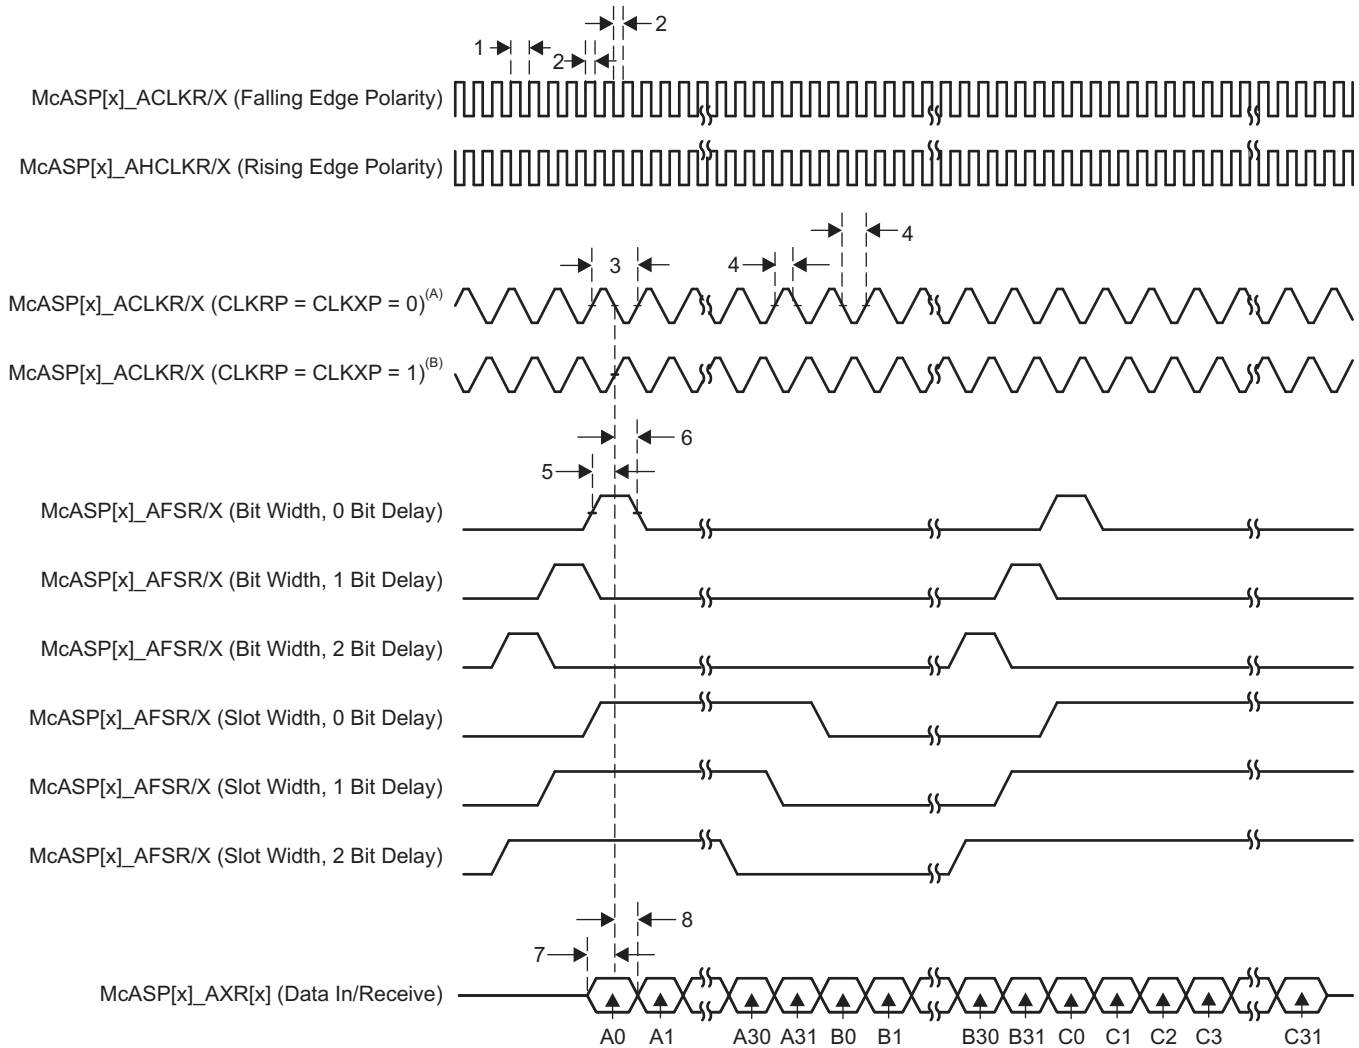 2
1
2
McASP[x]_ACLKR/X (Falling Edge Polarity)
McASP[x]_AHCLKR/X (Rising Edge Polarity)
4
3
4
McASP[x]_ACLKR/X (CLKRP = CLKXP = 0)(A)
McASP[x]_ACLKR/X (CLKRP = CLKXP = 1)(B)
6
5
McASP[x]_AFSR/X (Bit Width, 0 Bit Delay)
McASP[x]_AFSR/X (Bit Width, 1 Bit Delay)
McASP[x]_AFSR/X (Bit Width, 2 Bit Delay)
McASP[x]_AFSR/X (Slot Width, 0 Bit Delay)
McASP[x]_AFSR/X (Slot Width, 1 Bit Delay)
McASP[x]_AFSR/X (Slot Width, 2 Bit Delay)
8
7
McASP[x]_AXR[x] (Data In/Receive)
A0 A1 A30 A31 B0 B1 B30 B31 C0 C1 C2 C3 C31